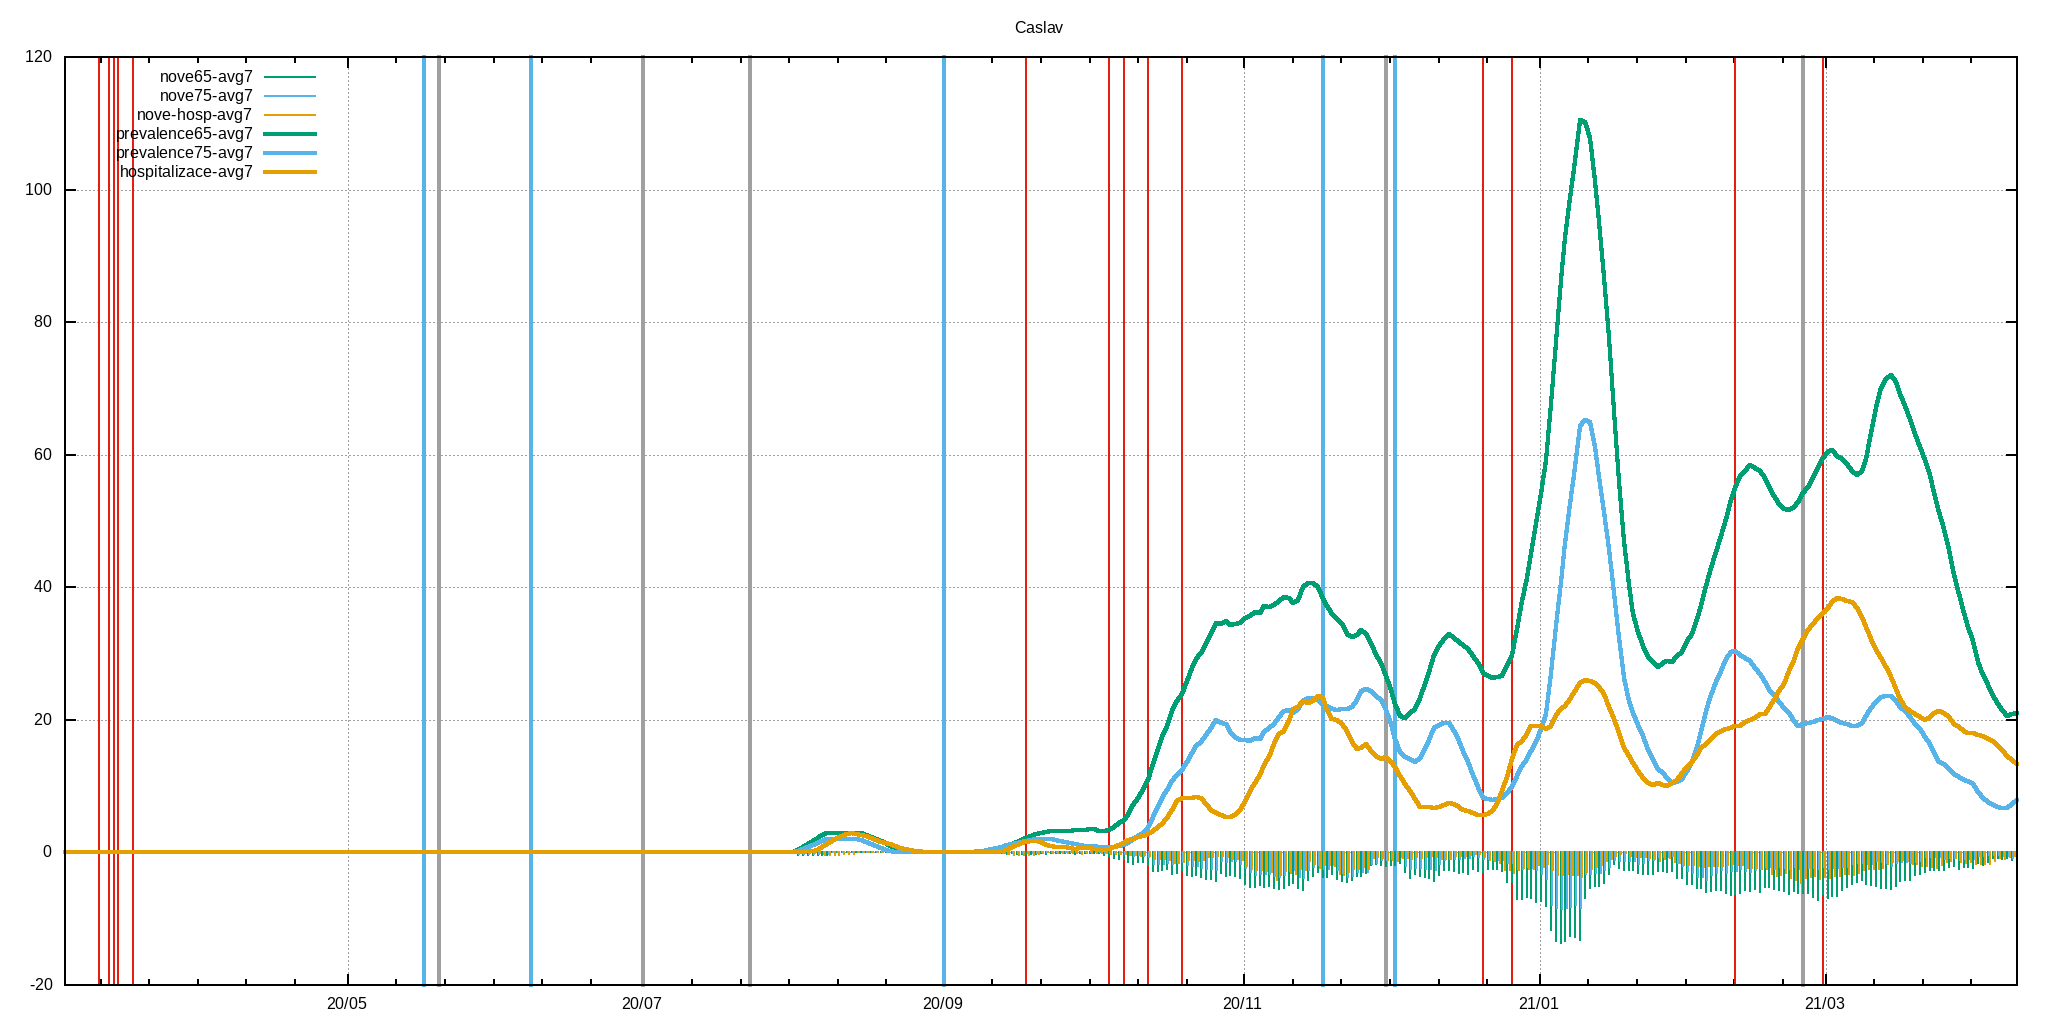 Caslav
120
100
80
60
40
20
0
-20
nove65-avg7
nove75-avg7
nove-hosp-avg7
prevalence65-avg7
prevalence75-avg7
hospitalizace-avg7
20/05
20/07
20/09
20/11
21/01
21/03